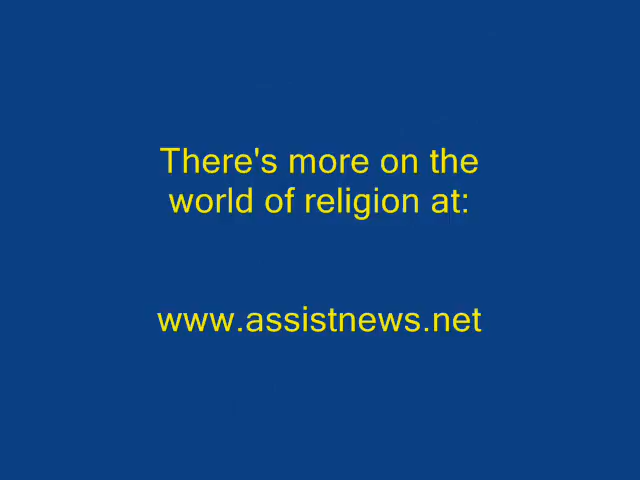 There's more on the
world of religion at:
www.assistnews.net